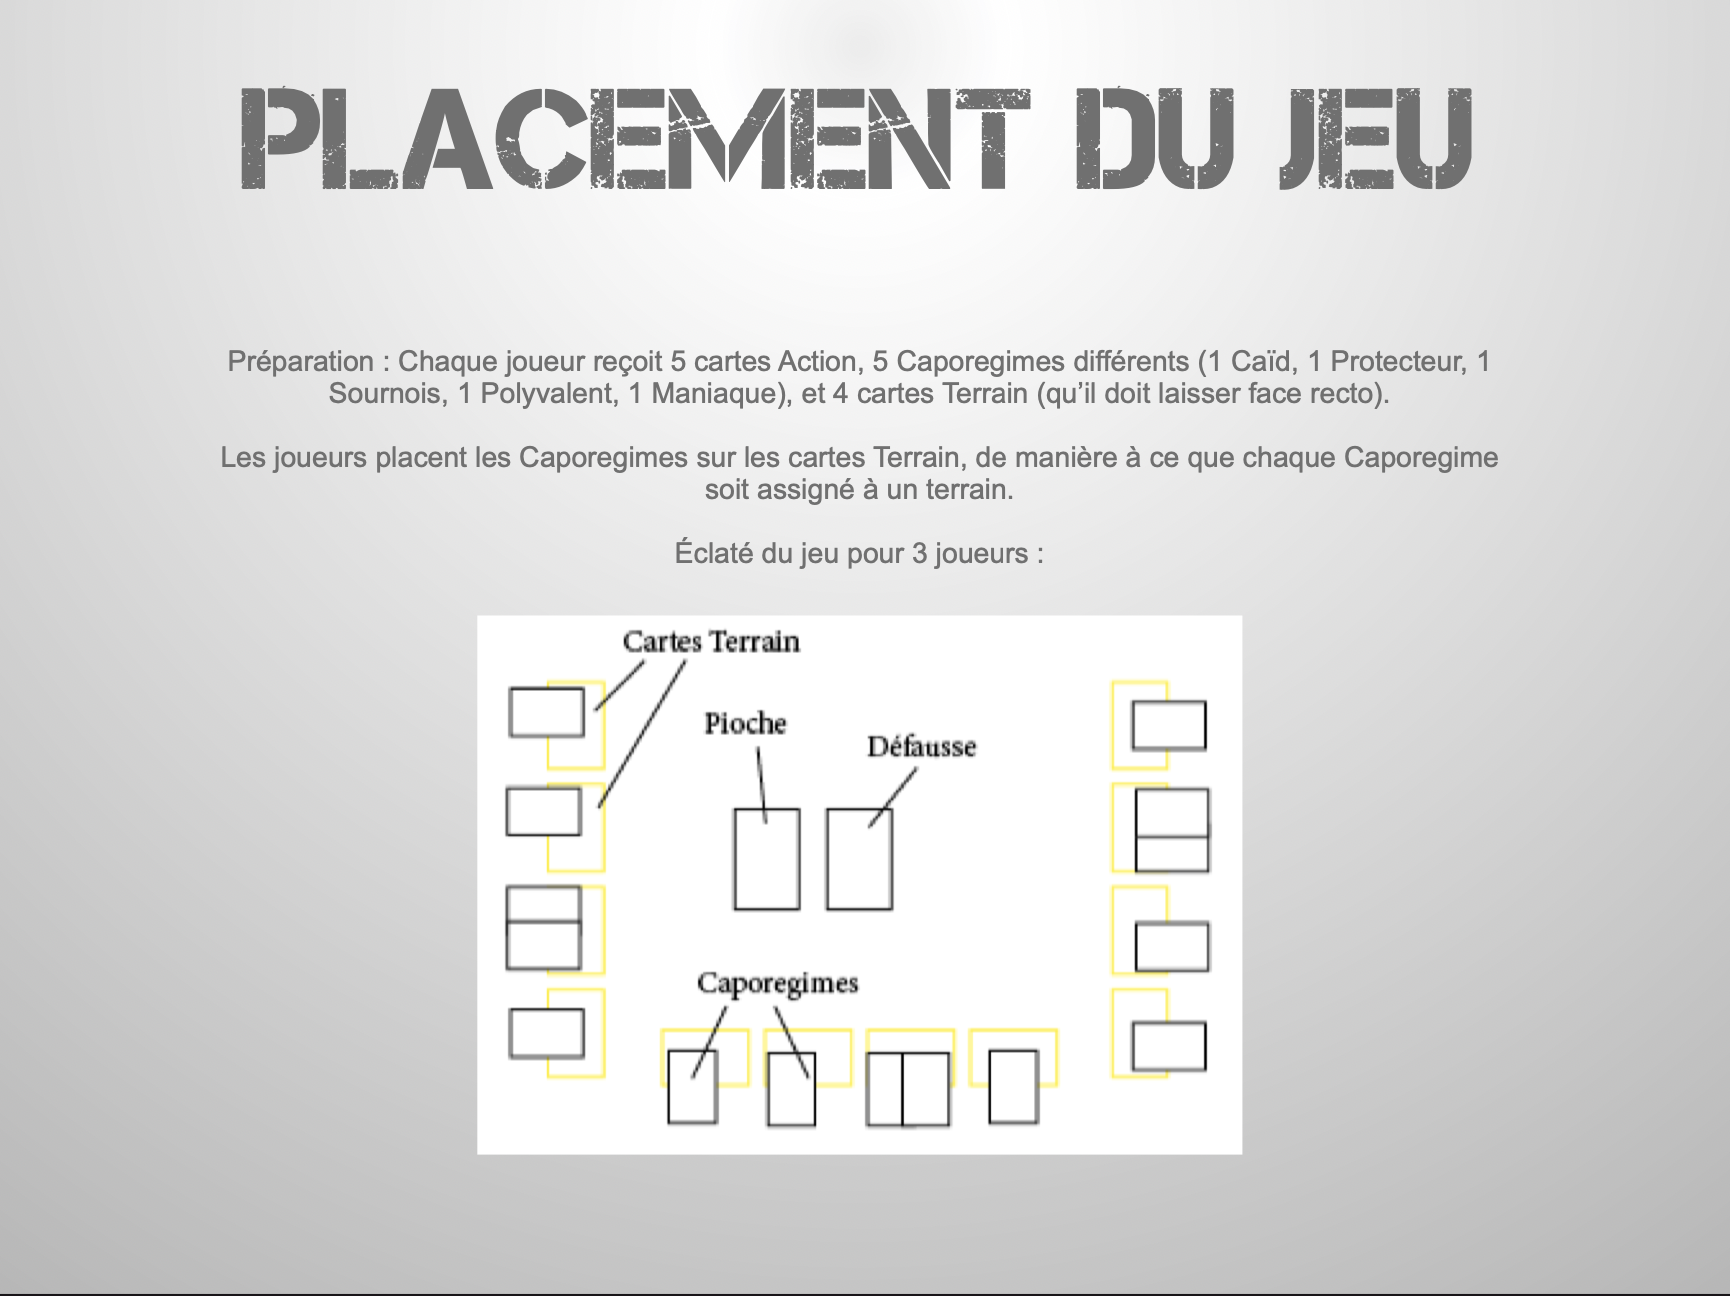 PLACEMENT DU JEU
Préparation : Chaque joueur reçoit 5 cartes Action, 5 Caporegimes différents (1 Caïd, 1 Protecteur, 1
Sournois, 1 Polyvalent, 1 Maniaque), et 4 cartes Terrain (qu’il doit laisser face recto).
Les joueurs placent les Caporegimes sur les cartes Terrain, de manière à ce que chaque Caporegime
soit assigné à un terrain.
Éclaté du jeu pour 3 joueurs :
Cartes Terrain
Pioche
Défausse
Caporegimes